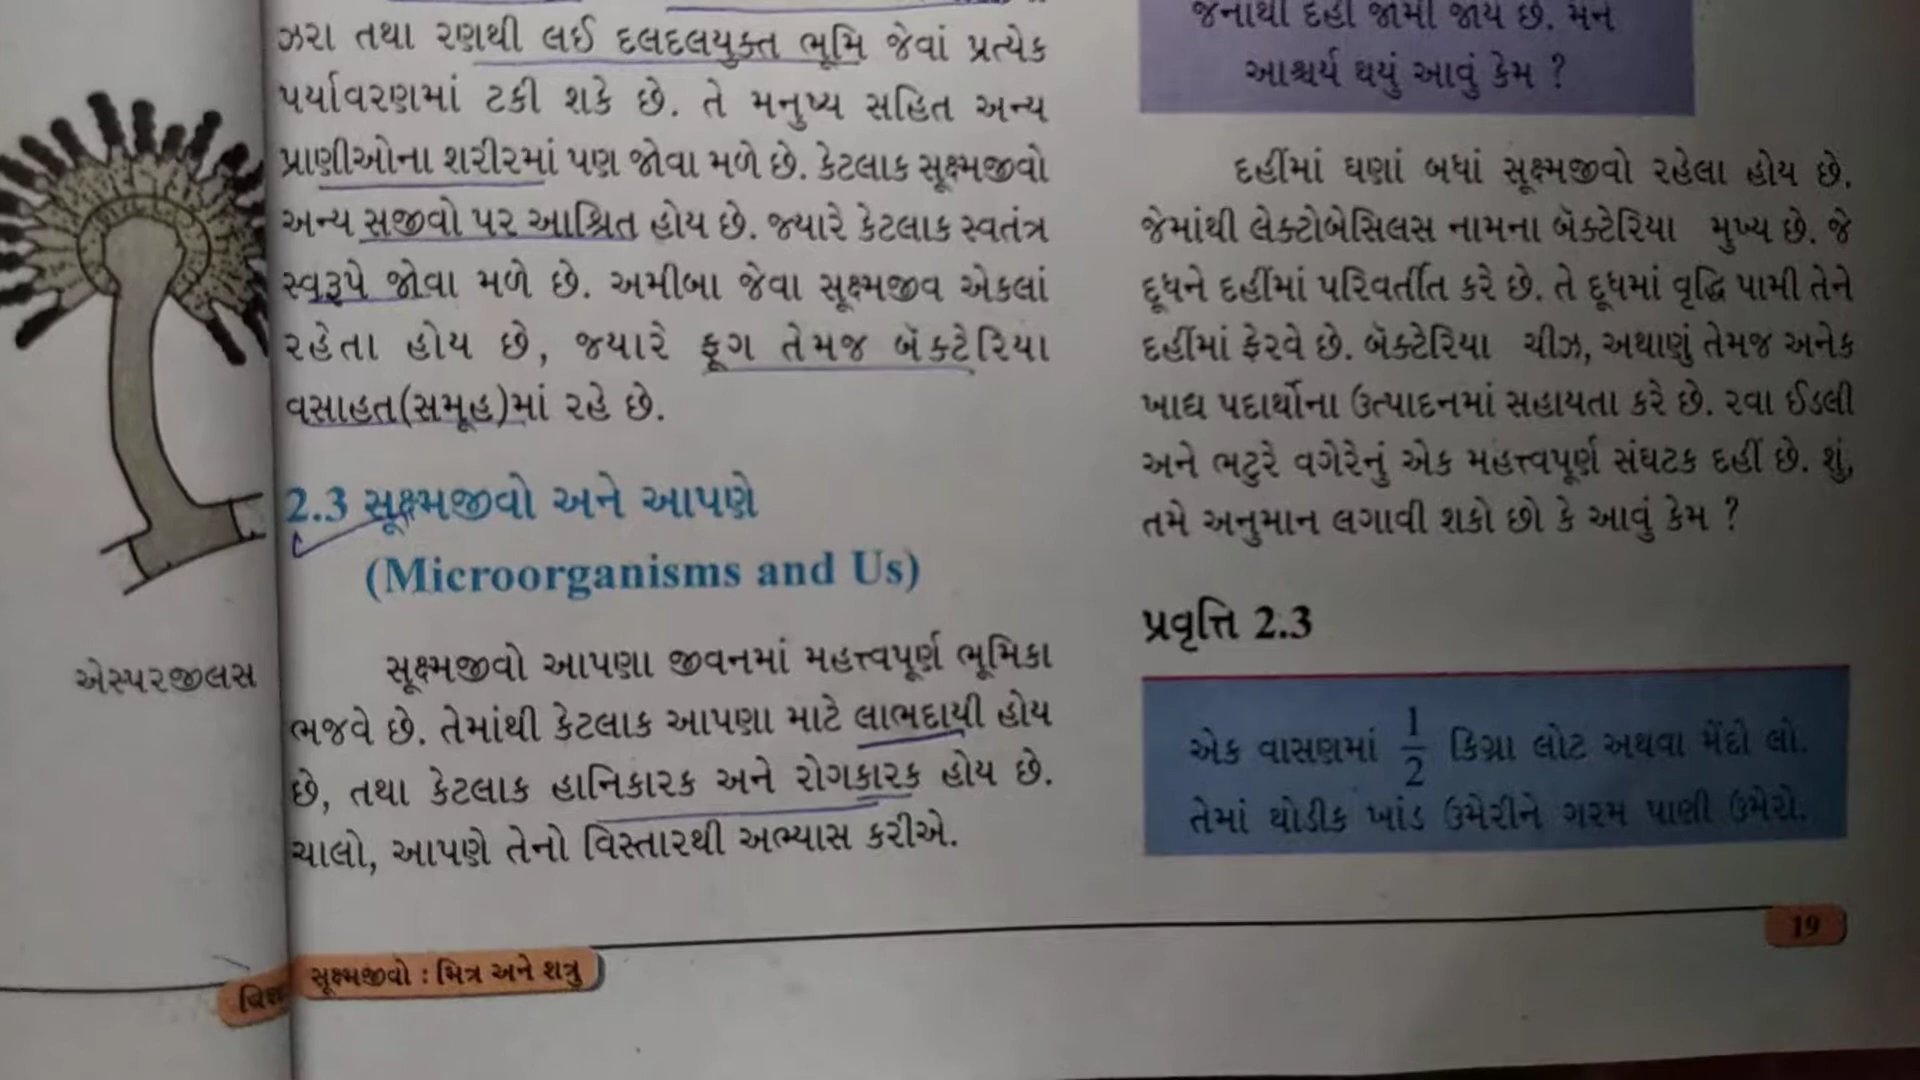 ઝરા તથા રણથી લઈ દલદલયુક્ત ભૂમિ જેવાં પ્રત્યેક
પર્યાવરણમાં ટકી શકે છે. તે મનુષ્ય સહિત અન્ય
પ્રાણીઓના શરીરમાં પણ જોવા મળે છે. કેટલાક સૂક્ષ્મજીવો
અન્ય સજીવો પર આશ્રિત હોય છે. જ્યારે કેટલાક સ્વતંત્ર
સ્વરૂપે જોવા મળે છે. અમીબા જેવા સૂક્ષ્મજીવ એકલાં
રહેતા હોય છે, જ્યારે ફૂગ તેમજ બૅક્ટેરિયા
વસાહત(સમૂહ)માં રહે છે.
2.3 સૂક્ષ્મજીવો અને આપણે
(Microorganisms and Us)
સૂક્ષ્મજીવો આપણા જીવનમાં મહત્ત્વપૂર્ણ ભૂમિકા
ભજવે છે. તેમાંથી કેટલાક આપણા માટે લાભદાયી હોય
છે, તથા કેટલાક હાનિકારક અને રોગકારક હોય છે.
ચાલો, આપણે તેનો વિસ્તારથી અભ્યાસ કરીએ.
એસ્પરજીલસ
જેનાથી દહીં જામી જાય છે. મને
આશ્ચર્ય થયું આવું કેમ ?
દહીંમાં ઘણાં બધાં સૂક્ષ્મજીવો રહેલા હોય છે.
જેમાંથી લેક્ટોબેસિલસ નામના બૅક્ટેરિયા મુખ્ય છે. જે
દૂધને દહીંમાં પરિવર્તીત કરે છે. તે દૂધમાં વૃદ્ધિ પામી તેને
દહીંમાં ફેરવે છે. બૅક્ટેરિયા ચીઝ, અથાણું તેમજ અનેક
ખાદ્ય પદાર્થોના ઉત્પાદનમાં સહાયતા કરે છે. રવા ઈડલી
અને ભટુરે વગેરેનું એક મહત્ત્વપૂર્ણ સંઘટક દહીં છે. શું,
તમે અનુમાન લગાવી શકો છો કે આવું કેમ ?
પ્રવૃત્તિ 2.3
એક વાસણમાં 1/2 કિગ્રા લોટ અથવા મેંદો લો.
તેમાં થોડીક ખાંડ ઉમેરીને ગરમ પાણી ઉમેરો.
સૂક્ષ્મજીવો : મિત્ર અને શત્રુ
19